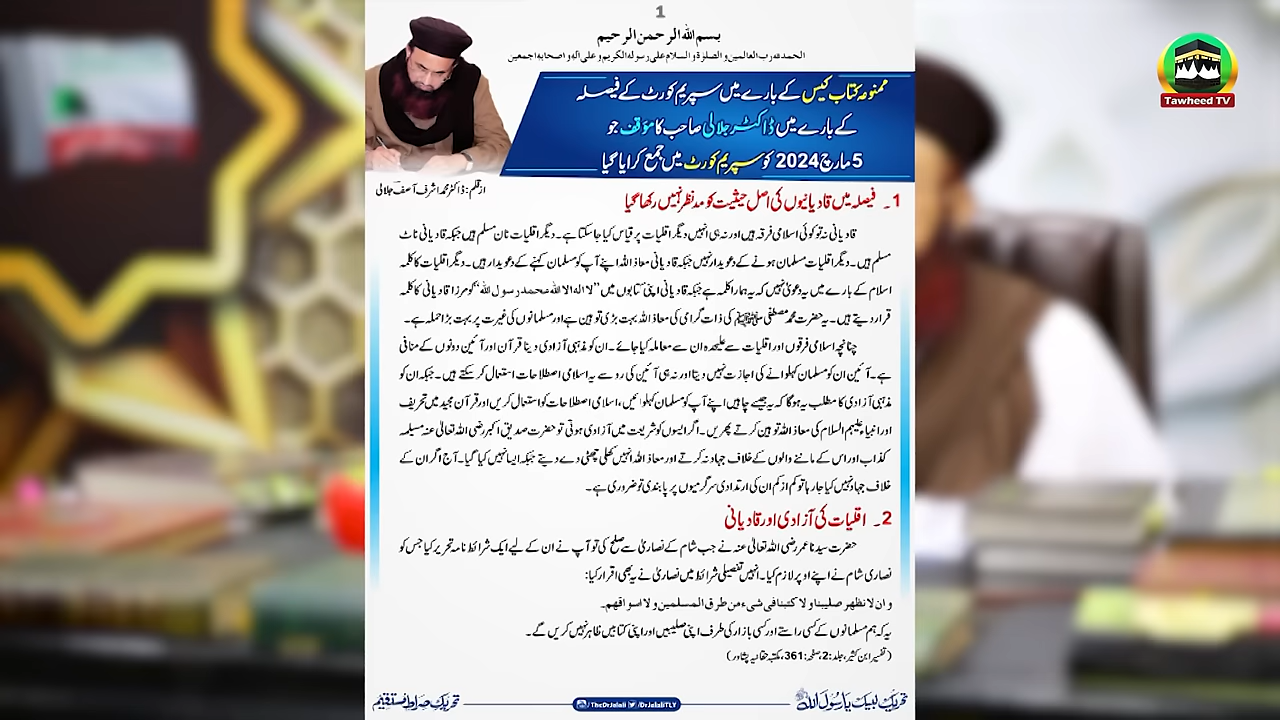 1
بسم اللہ الرحمن الرحیم
الحمدللہ رب العالمین و الصلوٰۃ و السلام علی رسولہ الکریم و علی آلہ و اصحابہ اجمعین
ممنوعہ کتاب کیس کے بارے میں سپریم کورٹ کے فیصلہ
کے بارے میں ڈاکٹر جلالی صاحب کا مؤقف جو
5 مارچ 2024 کو سپریم کورٹ میں جمع کرایا گیا
از قلم: ڈاکٹر محمد اشرف آصف جلالی
1۔ فیصلہ میں قادیانیوں کی اصل حیثیت کو مدنظر نہیں رکھا گیا
قادیانی نہ تو کوئی اسلامی فرقہ ہیں اور نہ ہی انہیں دیگر اقلیات پر قیاس کیا جا سکتا ہے۔ دیگر اقلیات نان مسلم ہیں جبکہ قادیانی ناٹ
مسلم ہیں۔ دیگر اقلیات مسلمان ہونے کے دعویدار نہیں جبکہ قادیانی معاذ اللہ اپنے آپ کو مسلمان کہنے کے دعویدار ہیں۔ دیگر اقلیات کا کلمہ
اسلام کے بارے میں یہ دعویٰ نہیں کہ یہ ہمارا کلمہ ہے جبکہ قادیانی اپنی کتابوں میں "لا الہ الا اللہ محمد رسول اللہ" کو مرزا قادیانی کا کلمہ
قرار دیتے ہیں۔ یہ حضرت محمد مصطفی ﷺ کی ذات گرامی کی معاذ اللہ بہت بڑی توہین ہے اور مسلمانوں کی غیرت پر بہت بڑا حملہ ہے۔
چنانچہ اسلامی فرقوں اور اقلیات سے علیحدہ ان سے معاملہ کیا جائے۔ ان کو مذہبی آزادی دینا قرآن اور آئین دونوں کے منافی
ہے۔ آئین ان کو مسلمان کہلوانے کی اجازت نہیں دیتا اور نہ ہی آئین کی رو سے یہ اسلامی اصطلاحات استعمال کر سکتے ہیں۔ جبکہ ان کو
مذہبی آزادی کا مطلب یہ ہو گا کہ یہ جیسے چاہیں اپنے آپ کو مسلمان کہلوائیں، اسلامی اصطلاحات کو استعمال کریں اور قرآن مجید میں تحریف
اور انبیاء علیہم السلام کی معاذ اللہ توہین کرتے پھریں۔ اگر ایسوں کو شریعت میں آزادی ہوتی تو حضرت صدیق اکبر رضی اللہ تعالیٰ عنہ مسیلمہ
کذاب اور اس کے ماننے والوں کے خلاف جہاد نہ کرتے اور معاذ اللہ انہیں کھلی چھٹی دے دیتے جبکہ ایسا نہیں کیا گیا۔ آج اگر ان کے
خلاف جہاد نہیں کیا جا رہا تو کم از کم ان کی ارتدادی سرگرمیوں پر پابندی تو ضروری ہے۔
2۔ اقلیات کی آزادی اور قادیانی
حضرت سیدنا عمر رضی اللہ تعالیٰ عنہ نے جب شام کے نصاریٰ سے صلح کی تو آپ نے ان کے لیے ایک شرائط نامہ تحریر کیا جس کو
نصاریٰ شام نے اپنے اوپر لازم کیا۔ انہیں تفصیلی شرائط میں نصاریٰ نے یہ بھی اقرار کیا:
و ان لا نظهر صليبنا ولا كتبنا في شيء من طرق المسلمين ولا اسواقهم۔
یہ کہ ہم مسلمانوں کے کسی راستے اور کسی بازار کی طرف اپنی صلیبیں اور اپنی کتابیں ظاہر نہیں کریں گے۔
(تفسیر ابن کثیر، جلد: 2، صفحہ: 361، مکتبہ حقانیہ پشاور)
تحریک لبیک یا رسول اللہ
/TheDrJalali /DrJalaliTLY
تحریک صراط مستقیم
Tawheed TV